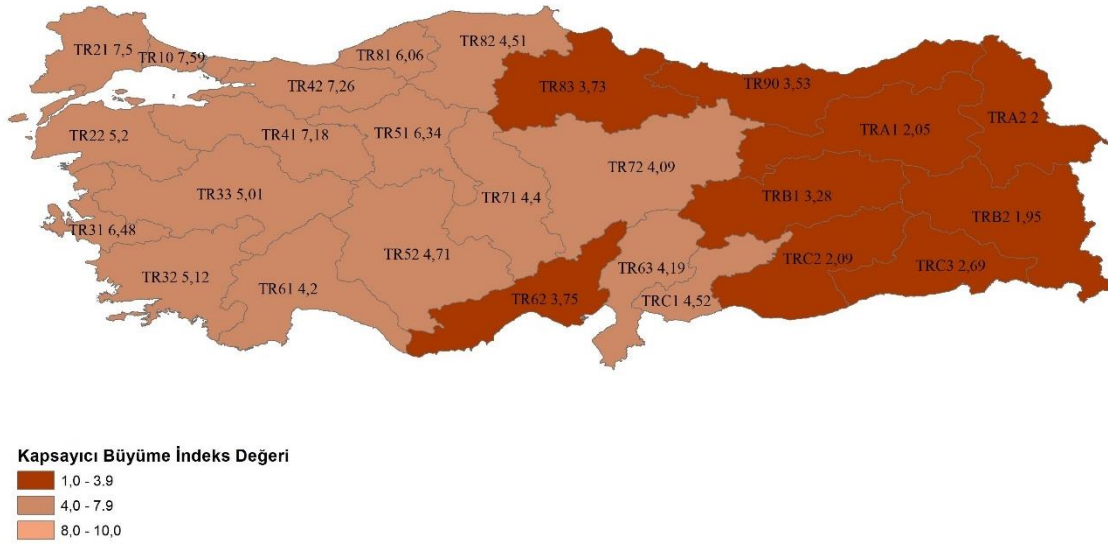 TR82 4,51
TR21 7,5
TR10 7,59
TR81 6,06
TR42 7,26
TR83 3,73
TR90 3,53
TRA1 2,05
TRA2 2
TR22 5,2
TR41 7,18
TR51 6,34
TR72 4,09
TR33 5,01
TR71 4,4
TRB1 3,28
TRB2 1,95
TR31 6,48
TR52 4,71
TR63 4,19
TRC2 2,09
TRC3 2,69
TR32 5,12
TR61 4,2
TR62 3,75
TRC1 4,52
Kapsayıcı Büyüme İndeks Değeri
1,0 - 3.9
4,0 - 7.9
8,0 - 10,0